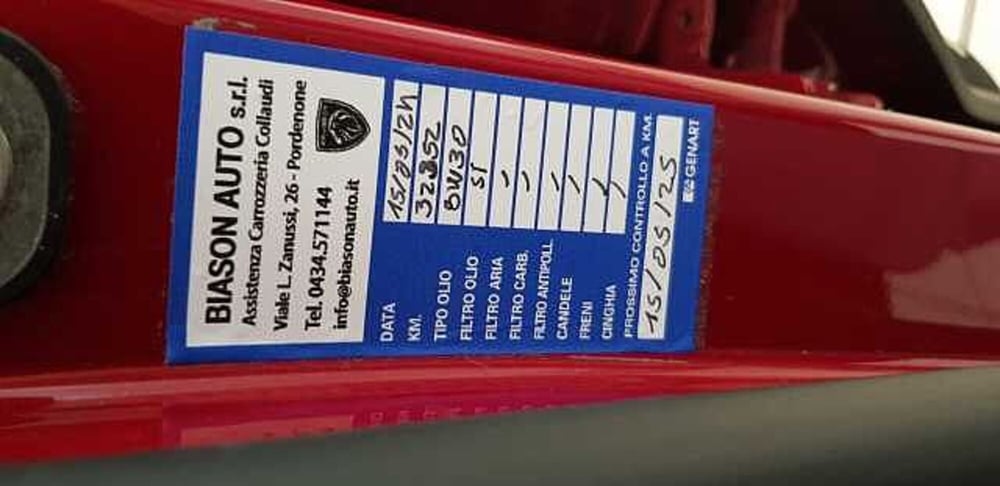 BIASON AUTO s.r.l.
Assistenza Carrozzeria Collaudi
Viale L. Zanussi, 26 - Pordenone
Tel. 0434.571144
info@biasonauto.it
DATA 15/03/24
KM. 32852
TIPO OLIO 0W30
FILTRO OLIO SI
FILTRO ARIA -
FILTRO CARB. -
FILTRO ANTIPOLL -
CANDELE -
FRENI -
CINGHIA -
PROSSIMO CONTROLLO A KM.
15/03/25
GENART